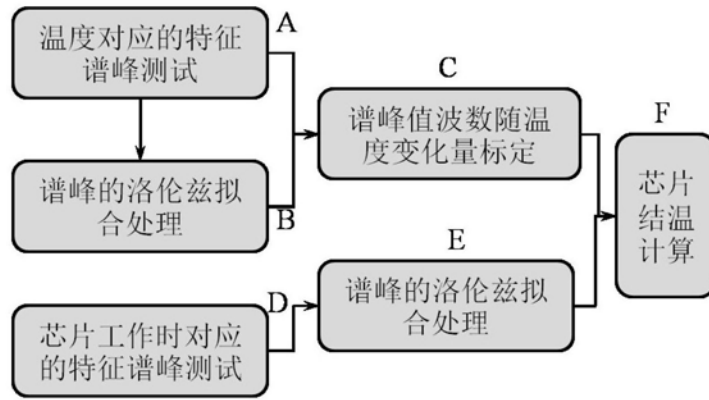 温度对应的特征
谱峰测试
A
谱峰的洛伦兹拟
合处理
B
C
谱峰值波数随温
度变化量标定
D
芯片工作时对应
的特征谱峰测试
E
谱峰的洛伦兹拟
合处理
F
芯片
结温
计算